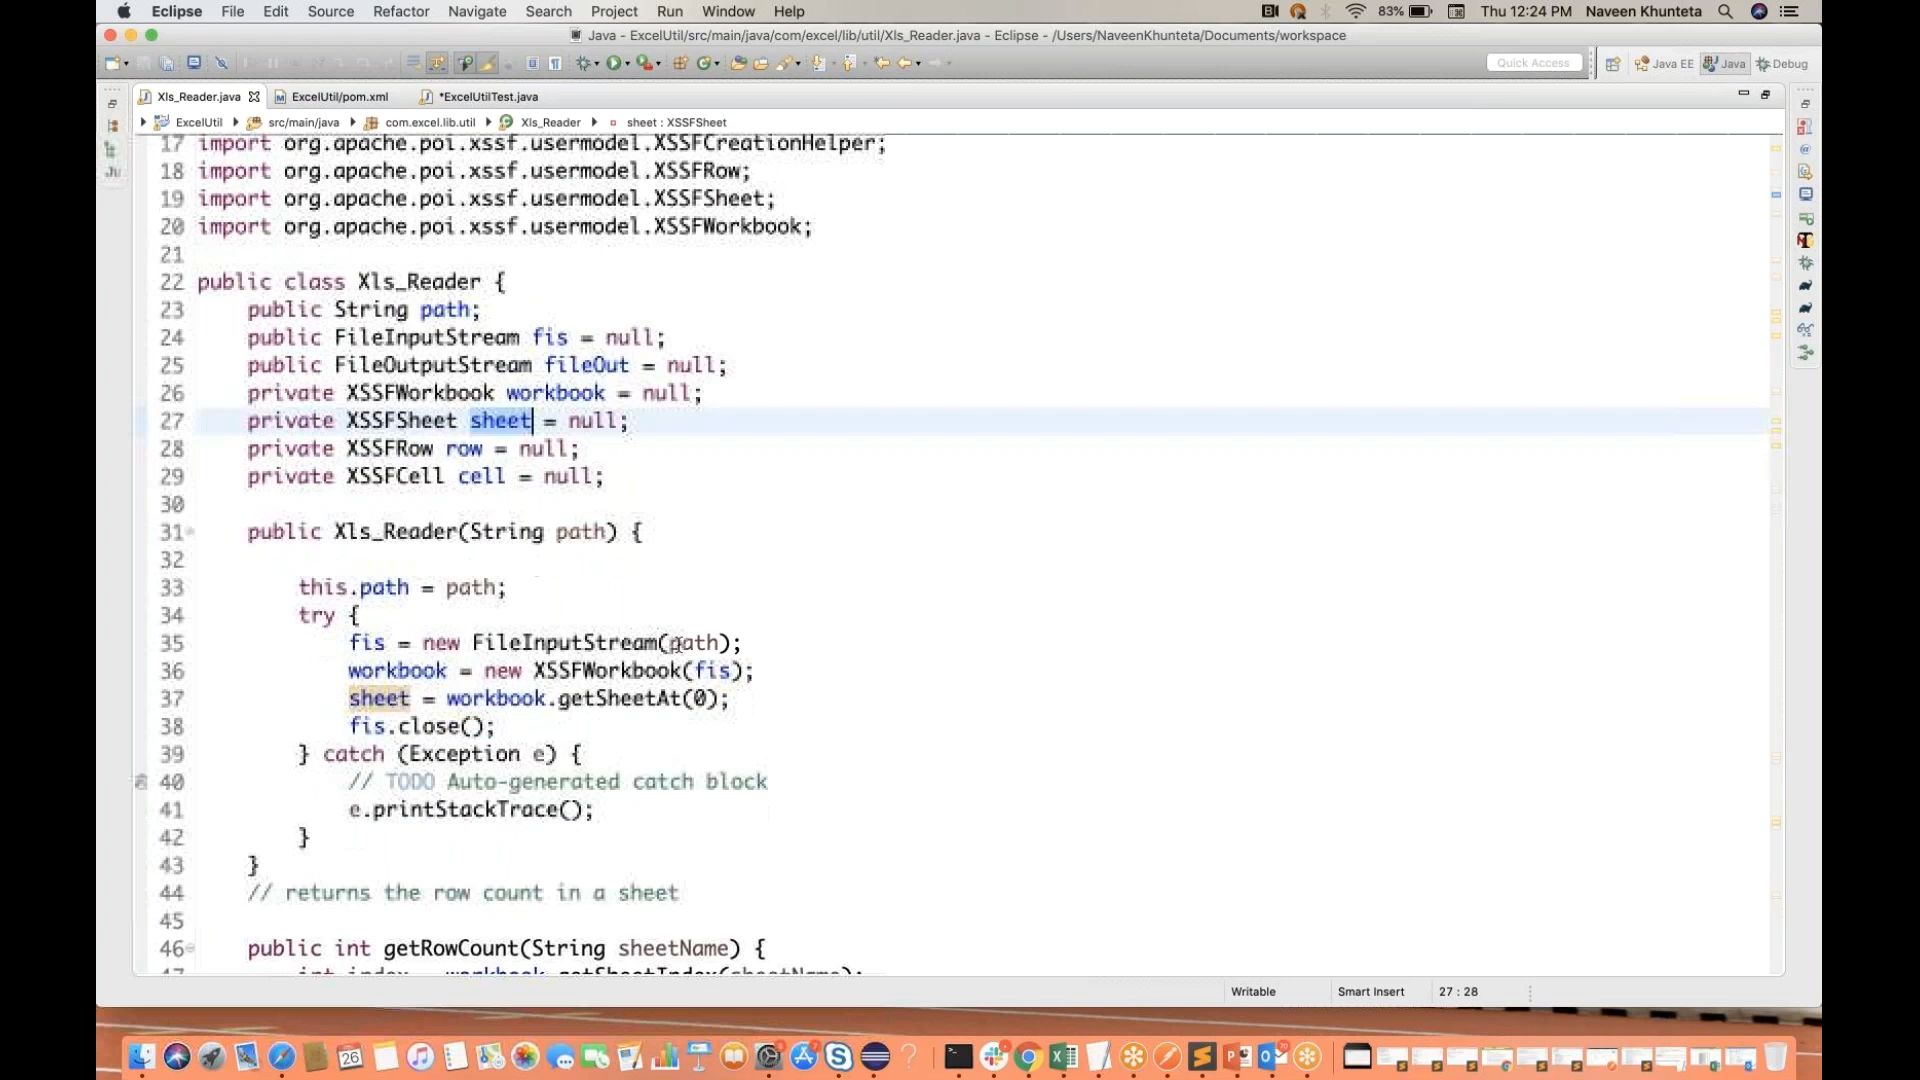 Eclipse File Edit Source Refactor Navigate Search Project Run Window Help 83% Thu 12:24 PM Naveen Khunteta
Java - ExcelUtil/src/main/java/com/excel/lib/util/Xls_Reader.java - Eclipse - /Users/NaveenKhunteta/Documents/workspace
Quick Access Java EE Java Debug
Xls_Reader.java ExcelUtil/pom.xml *ExcelUtilTest.java
ExcelUtil src/main/java com.excel.lib.util Xls_Reader sheet : XSSFSheet
17 import org.apache.poi.xssf.usermodel.XSSFCreationHelper;
18 import org.apache.poi.xssf.usermodel.XSSFRow;
19 import org.apache.poi.xssf.usermodel.XSSFSheet;
20 import org.apache.poi.xssf.usermodel.XSSFWorkbook;
21
22 public class Xls_Reader {
23 public String path;
24 public FileInputStream fis = null;
25 public FileOutputStream fileOut = null;
26 private XSSFWorkbook workbook = null;
27 private XSSFSheet sheet = null;
28 private XSSFRow row = null;
29 private XSSFCell cell = null;
30
31 public Xls_Reader(String path) {
32
33 this.path = path;
34 try {
35 fis = new FileInputStream(path);
36 workbook = new XSSFWorkbook(fis);
37 sheet = workbook.getSheetAt(0);
38 fis.close();
39 } catch (Exception e) {
40 // TODO Auto-generated catch block
41 e.printStackTrace();
42 }
43 }
44 // returns the row count in a sheet
45
46 public int getRowCount(String sheetName) {
47 int index = workbook.getSheetIndex(sheetName);
Writable Smart Insert 27 : 28
26